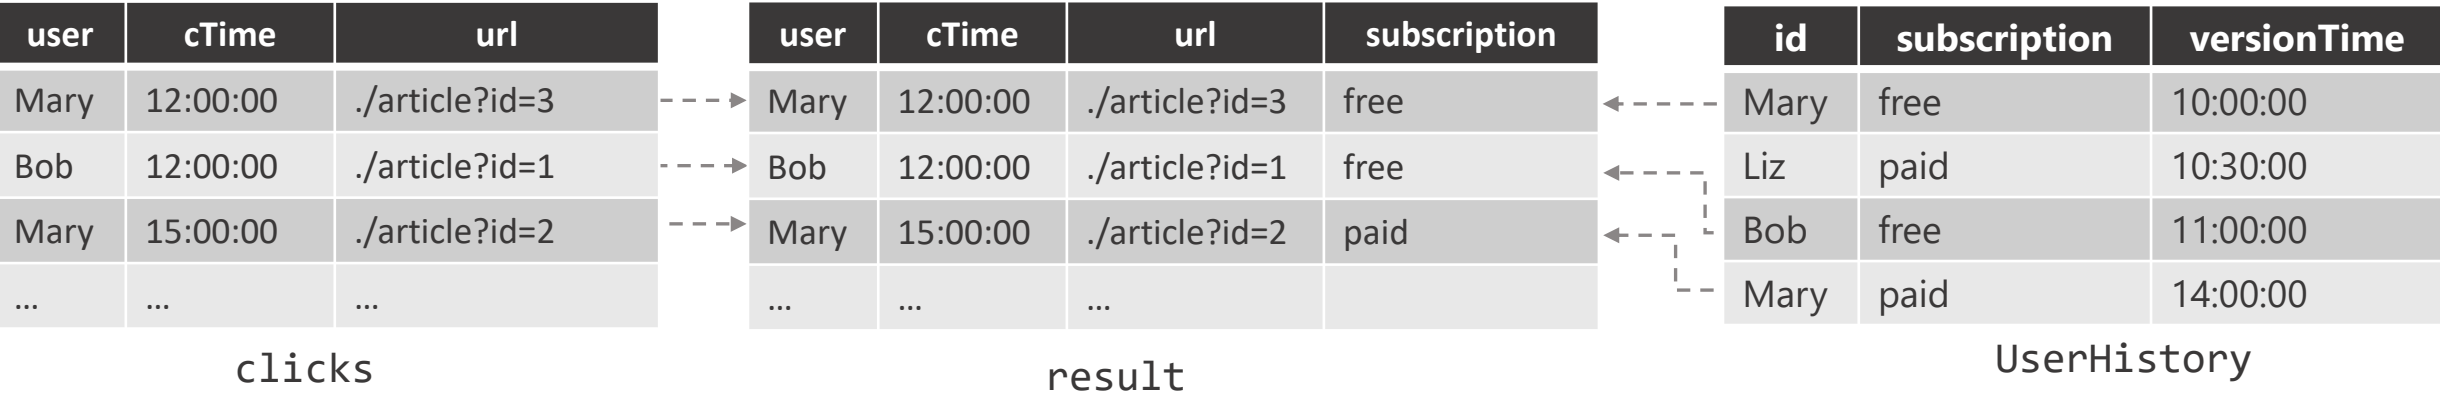 user cTime url
Mary 12:00:00 ./article?id=3
Bob 12:00:00 ./article?id=1
Mary 15:00:00 ./article?id=2
... ... ...
clicks
user cTime url subscription
Mary 12:00:00 ./article?id=3 free
Bob 12:00:00 ./article?id=1 free
Mary 15:00:00 ./article?id=2 paid
... ... ...
result
id subscription versionTime
Mary free 10:00:00
Liz paid 10:30:00
Bob free 11:00:00
Mary paid 14:00:00
UserHistory